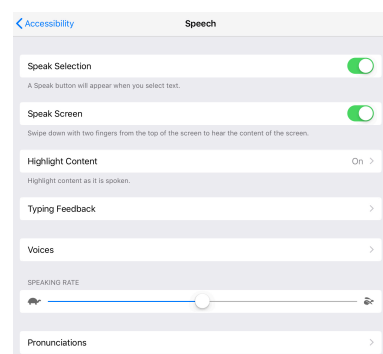 Accessibility
Speech
Speak Selection
A Speak button will appear when you select text.
Speak Screen
Swipe down with two fingers from the top of the screen to hear the content of the screen.
Highlight Content On
Highlight content as it is spoken.
Typing Feedback
Voices
SPEAKING RATE
Pronunciations